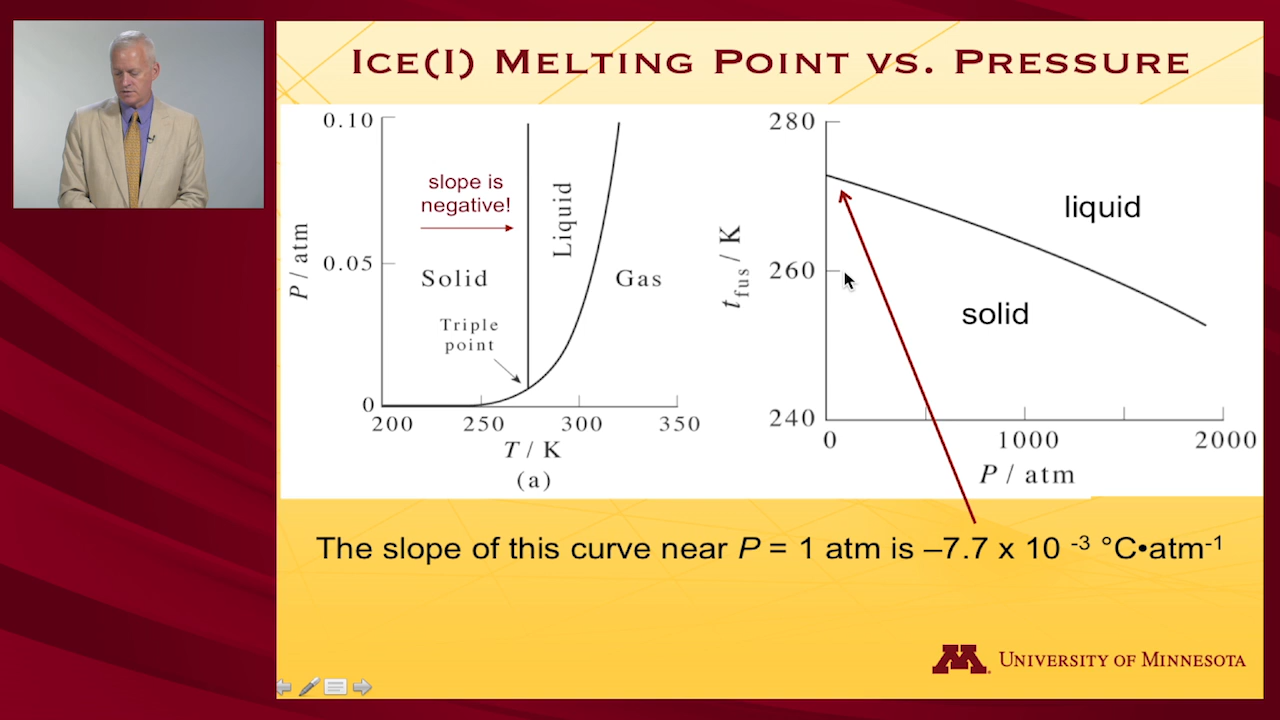 ICE(I) MELTING POINT VS. PRESSURE
0.10
0.05
0
P / atm
slope is
negative!
Solid
Liquid
Gas
Triple
point
200 250 300 350
T / K
(a)
280
260
240
t_fus / K
liquid
solid
0 1000 2000
P / atm
The slope of this curve near P = 1 atm is –7.7 x 10 ⁻³ °C•atm⁻¹
M
UNIVERSITY OF MINNESOTA